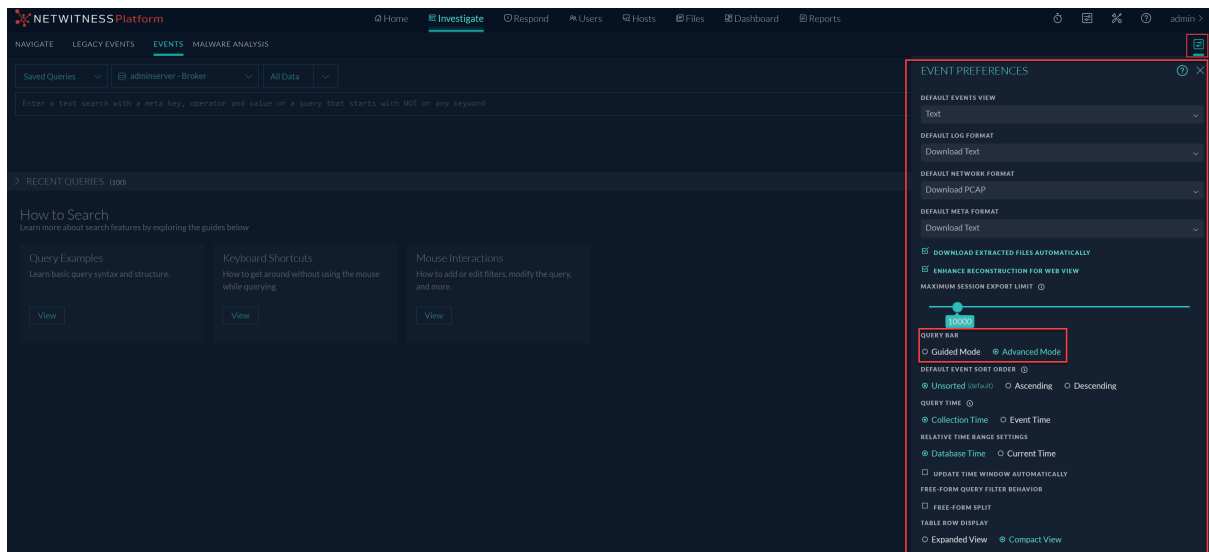 NETWITNESS Platform
Home Investigate Respond Users Hosts Files Dashboard Reports admin >
NAVIGATE LEGACY EVENTS EVENTS MALWARE ANALYSIS
Saved Queries adminserver - Broker All Data
Enter a text search with a meta key, operator and value or a query that starts with NOT or any keyword
> RECENT QUERIES (100)
How to Search
Learn more about search features by exploring the guides below
Query Examples
Learn basic query syntax and structure.
View
Keyboard Shortcuts
How to get around without using the mouse
while querying.
View
Mouse Interactions
How to add or edit filters, modify the query,
and more.
View
EVENT PREFERENCES
DEFAULT EVENTS VIEW
Text
DEFAULT LOG FORMAT
Download Text
DEFAULT NETWORK FORMAT
Download PCAP
DEFAULT META FORMAT
Download Text
DOWNLOAD EXTRACTED FILES AUTOMATICALLY
ENHANCE RECONSTRUCTION FOR WEB VIEW
MAXIMUM SESSION EXPORT LIMIT
10000
QUERY BAR
Guided Mode Advanced Mode
DEFAULT EVENT SORT ORDER
Unsorted (default) Ascending Descending
QUERY TIME
Collection Time Event Time
RELATIVE TIME RANGE SETTINGS
Database Time Current Time
UPDATE TIME WINDOW AUTOMATICALLY
FREE-FORM QUERY FILTER BEHAVIOR
FREE-FORM SPLIT
TABLE ROW DISPLAY
Expanded View Compact View